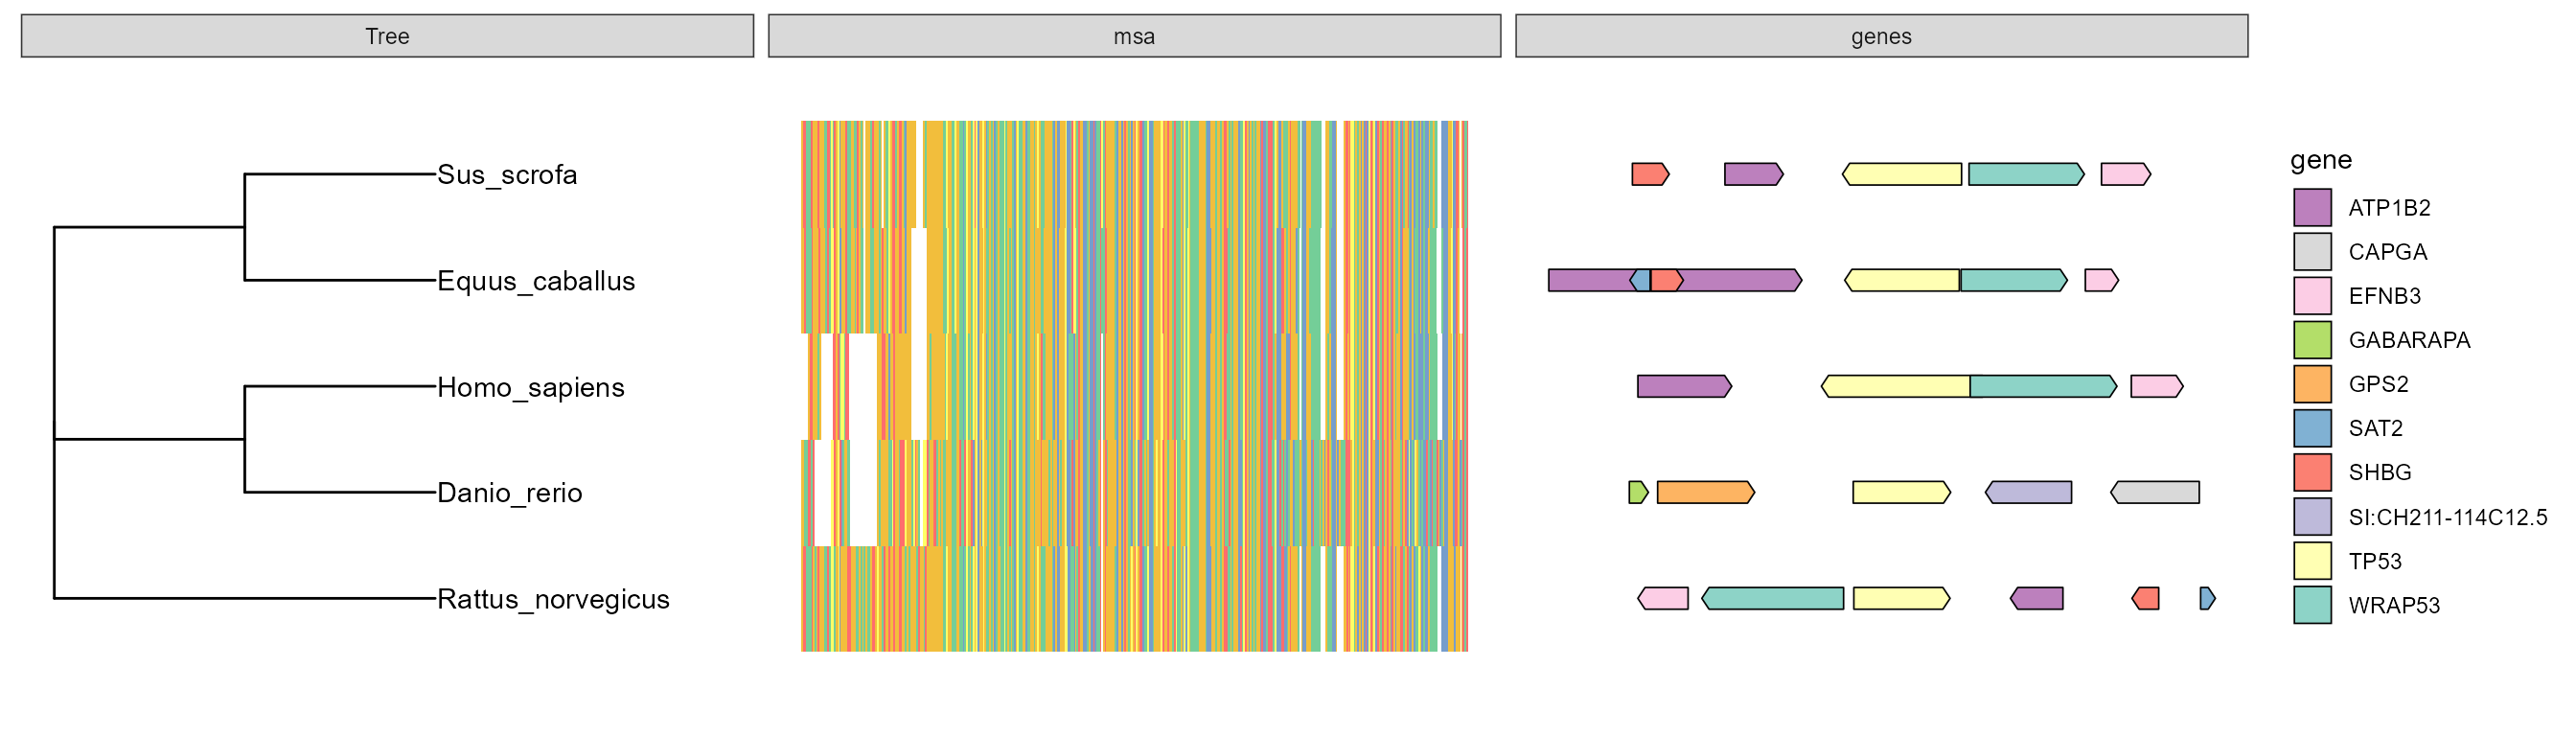 Tree
msa
genes
Sus_scrofa
Equus_caballus
Homo_sapiens
Danio_rerio
Rattus_norvegicus
gene
ATP1B2
CAPGA
EFNB3
GABARAPA
GPS2
SAT2
SHBG
SI:CH211-114C12.5
TP53
WRAP53